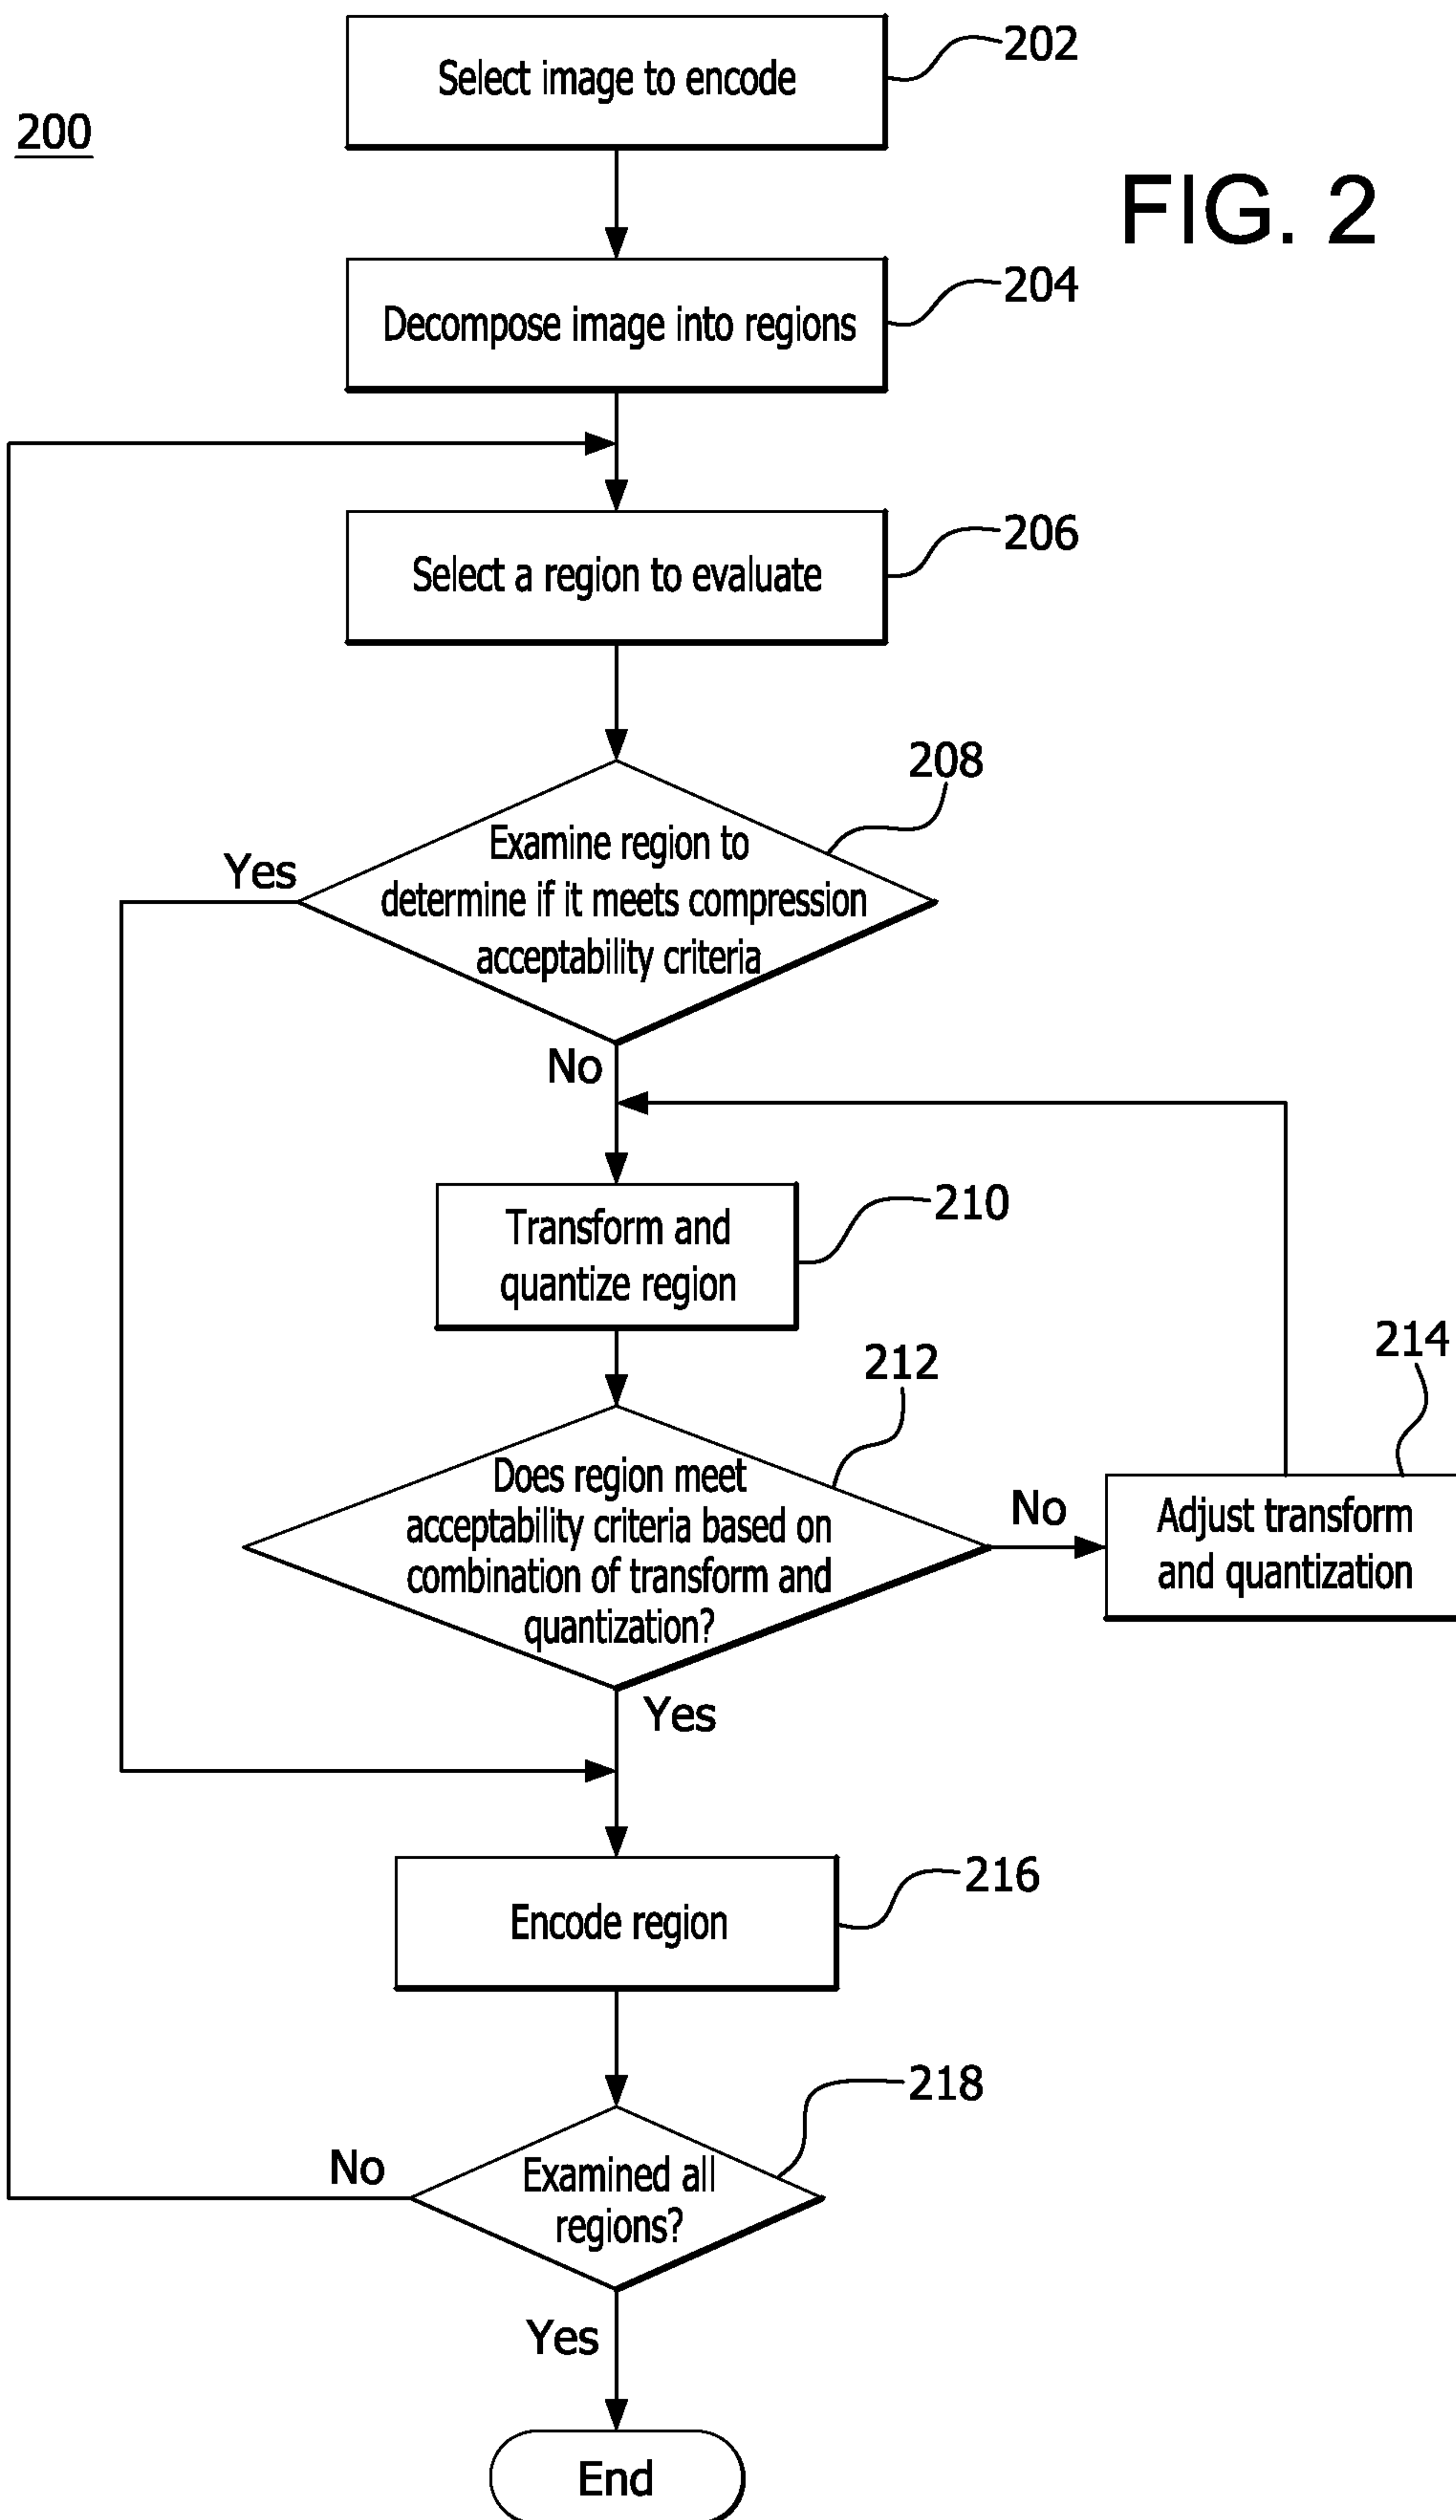 Select image to encode
202
200
FIG. 2
Decompose image into regions
204
Select a region to evaluate
206
208
Examine region to
determine if it meets compression
acceptability criteria
Yes
No
Transform and
quantize region
210
212
Does region meet
acceptability criteria based on
combination of transform and
quantization?
No
214
Adjust transform
and quantization
Yes
Encode region
216
218
Examined all
regions?
No
Yes
End